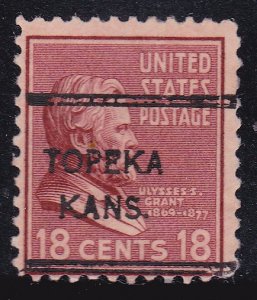 UNITED
STATES
POSTAGE
TOPEKA
KANS.
ULYSSES S.
GRANT
1869-1877
18 CENTS 18